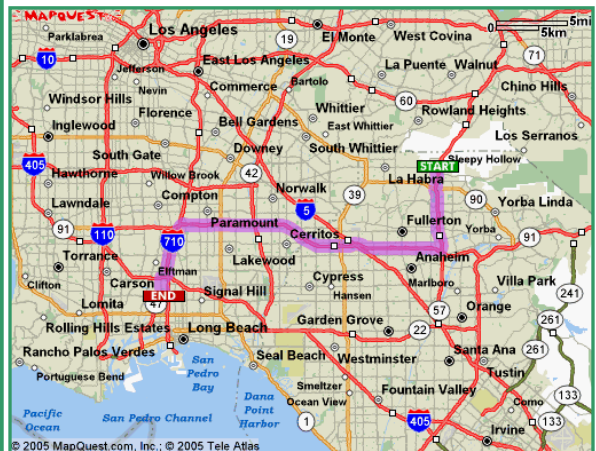 MAPQUEST
5mi
5km
Parklabrea
Los Angeles
19
El Monte
West Covina
10
71
Jefferson
East Los Angeles
La Puente
Walnut
Nevin
Commerce
Bartolo
Chino Hills
Windsor Hills
60
Florence
Whittier
Rowland Heights
Inglewood
Bell Gardens
East Whittier
Los Serranos
South Gate
Downey
South Whittier
405
START
Sleepy Hollow
Hawthorne
Willow Brook
42
La Habra
Compton
Norwalk
39
90
Lawndale
5
Yorba Linda
91
110
710
Paramount
Cerritos
Fullerton
Yorba
91
Torrance
Lakewood
Anaheim
Elftman
Cypress
Marlboro
Villa Park
Clifton
Carson
END
Signal Hill
Hansen
241
Lomita
47
57
Orange
Rolling Hills Estates
Long Beach
Garden Grove
22
261
Rancho Palos Verdes
San
Pedro
Bay
Seal Beach
Westminster
Santa Ana
261
Portuguese Bend
Tustin
Smeltzer
Ocean View
Fountain Valley
Como
133
Pacific
Ocean
San Pedro Channel
Dana
Point
Harbor
1
405
133
Irvine
© 2005 MapQuest.com, Inc.; © 2005 Tele Atlas